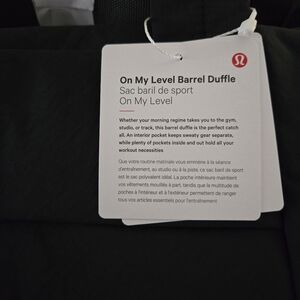 On My Level Barrel Duffle
Sac baril de sport
On My Level
Whether your morning regime takes you to the gym,
studio, or track, this barrel duffle is the perfect catch
all. An interior pocket keeps sweaty gear separate,
while plenty of pockets inside and out hold all your
workout necessities.
Que votre routine matinale vous emmène à la séance
d'entraînement, au studio ou à la piste, ce sac baril de sport
est le sac polyvalent idéal. La poche intérieure maintient
vos vêtements mouillés à part, tandis que la multitude de
poches à l'intérieur et à l'extérieur permettent de ranger
tous vos articles essentiels pour l'entraînement